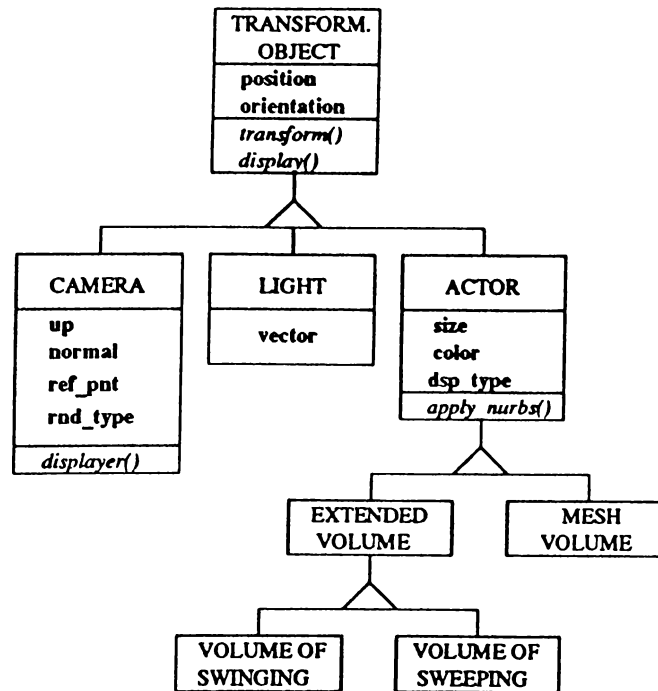 TRANSFORM.
OBJECT
position
orientation
transform()
display()
CAMERA
up
normal
ref_pnt
rnd_type
displayer()
LIGHT
vector
ACTOR
size
color
dsp_type
apply_nurbs()
EXTENDED
VOLUME
MESH
VOLUME
VOLUME OF
SWINGING
VOLUME OF
SWEEPING